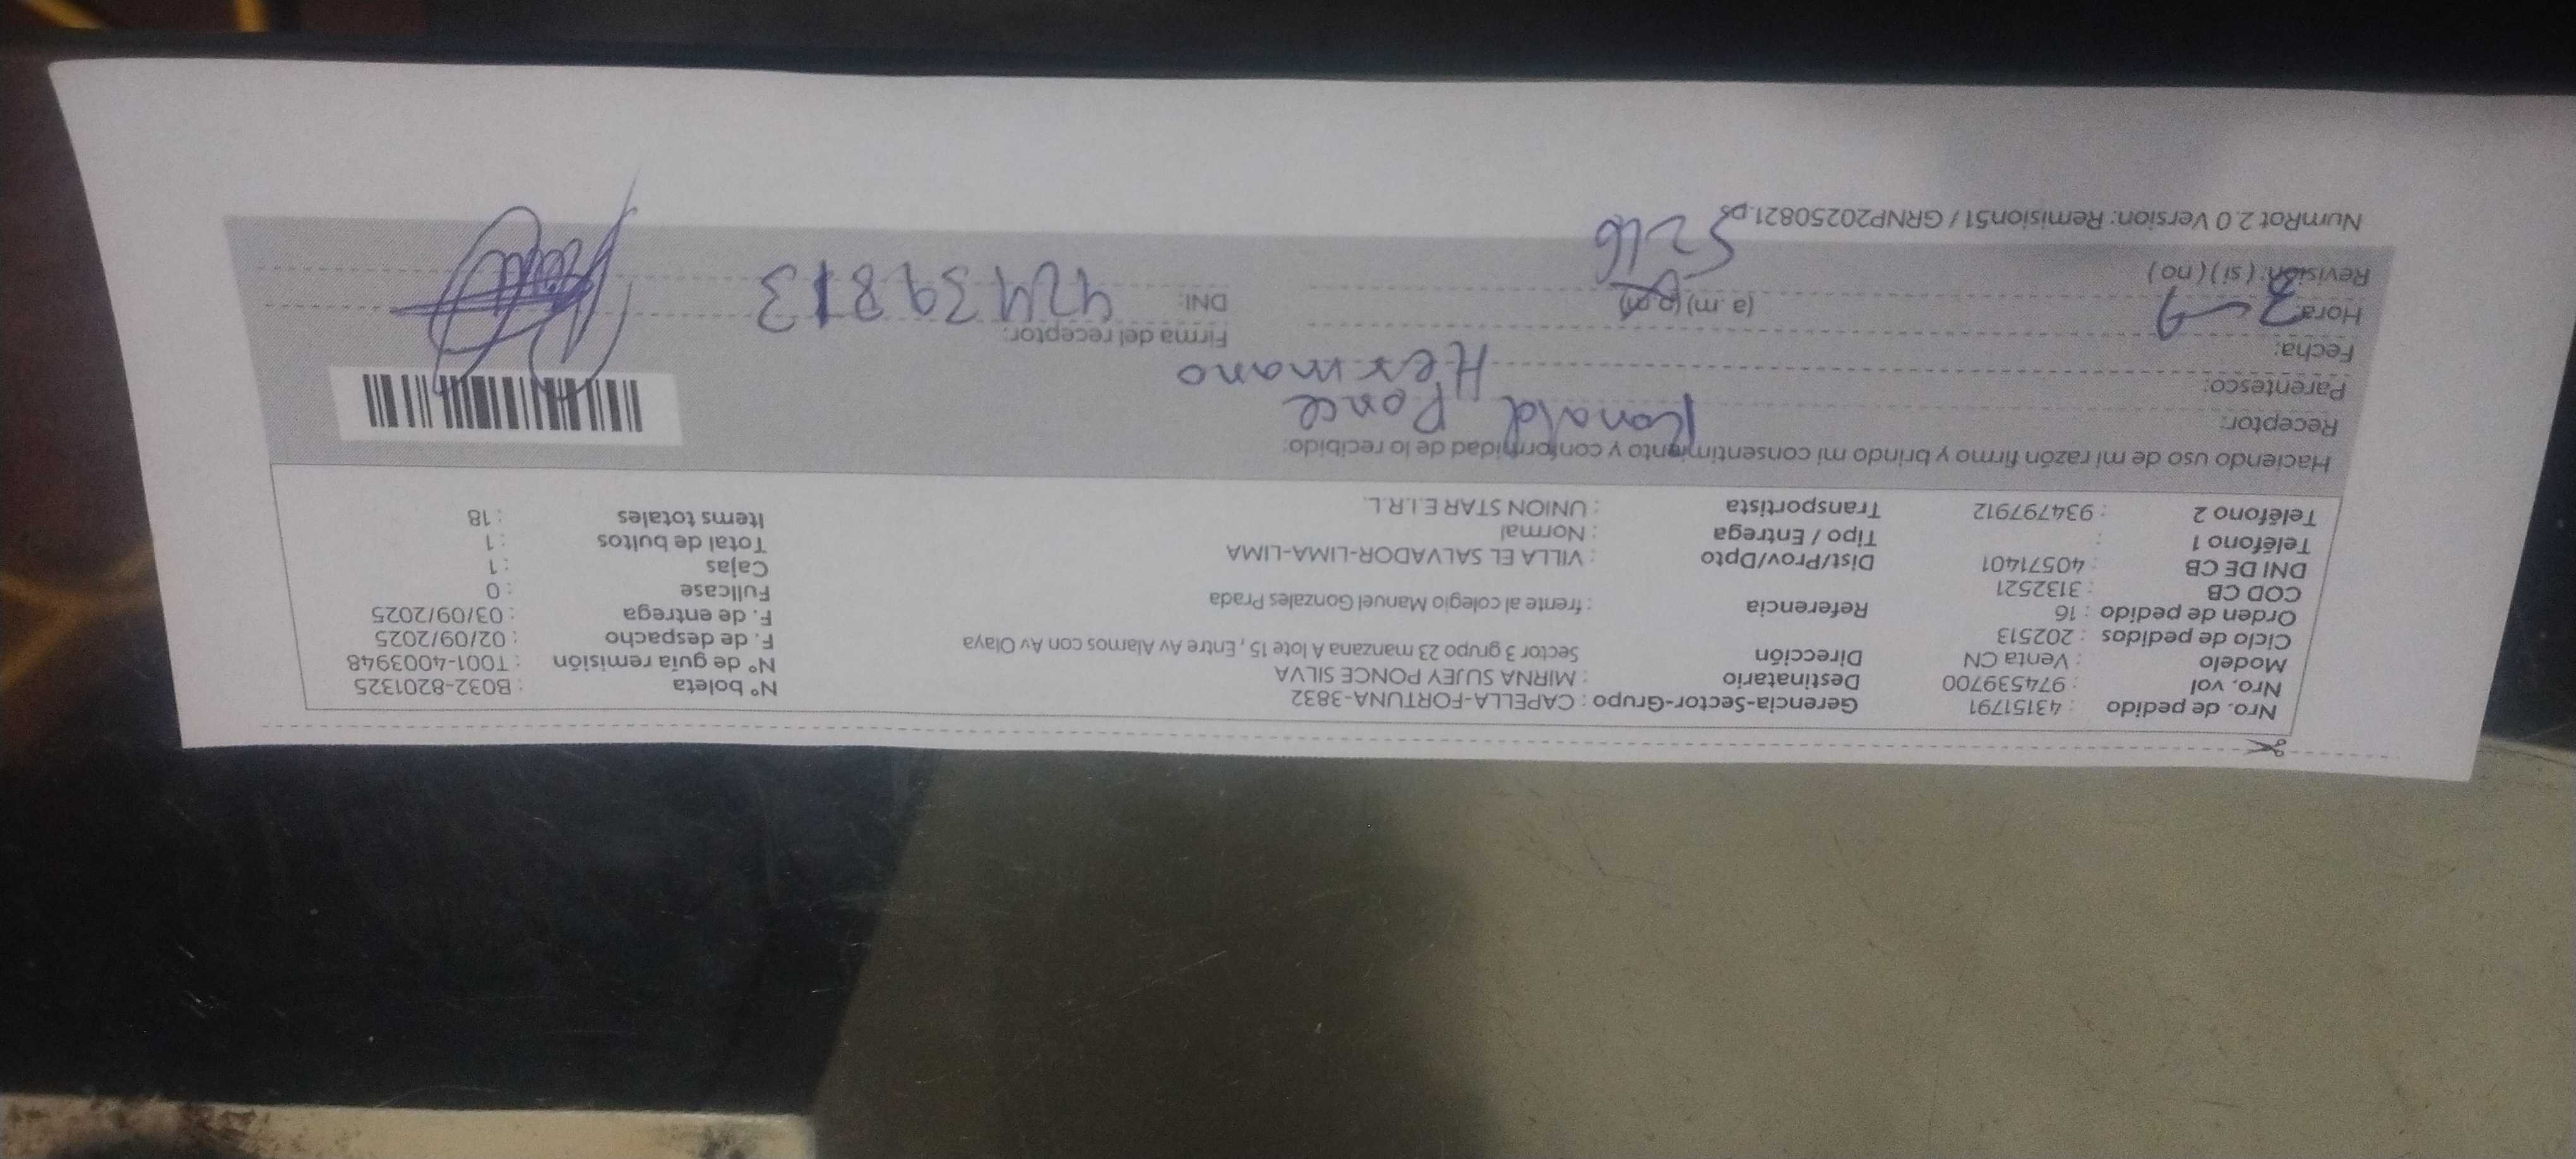 Nro. de pedido : 43151791
Nro. vol : 974539700
Modelo : Venta CN
Ciclo de pedidos : 202513
Orden de pedido : 16
COD CB : 3132521
DNI DE CB : 40571401
Teléfono 1 :
Teléfono 2 : 934797912
Gerencia-Sector-Grupo : CAPELLA-FORTUNA-3832
Destinatario : MIRNA SUJEY PONCE SILVA
Dirección Sector 3 grupo 23 manzana A lote 15 , Entre Av Alamos con Av Olaya
Referencia : frente al colegio Manuel Gonzales Prada
Dist/Prov/Dpto : VILLA EL SALVADOR-LIMA-LIMA
Tipo / Entrega : Normal
Transportista : UNION STAR E.I.R.L.
N° boleta : B032-8201325
N° de guía remisión : T001-4003948
F. de despacho : 02/09/2025
F. de entrega : 03/09/2025
Fullcase : 0
Cajas : 1
Total de bultos : 1
Items totales : 18
Haciendo uso de mi razón firmo y brindo mi consentimiento y conformidad de lo recibido:
Receptor: Ronald Ponce
Parentesco: Hermano
Fecha:
Hora: 3-9 (a.m) (p.m)
Revisión: ( si ) ( no )
Firma del receptor:
DNI: 42439813
NumRot 2.0 Version: Remision51 / GRNP20250821.ps